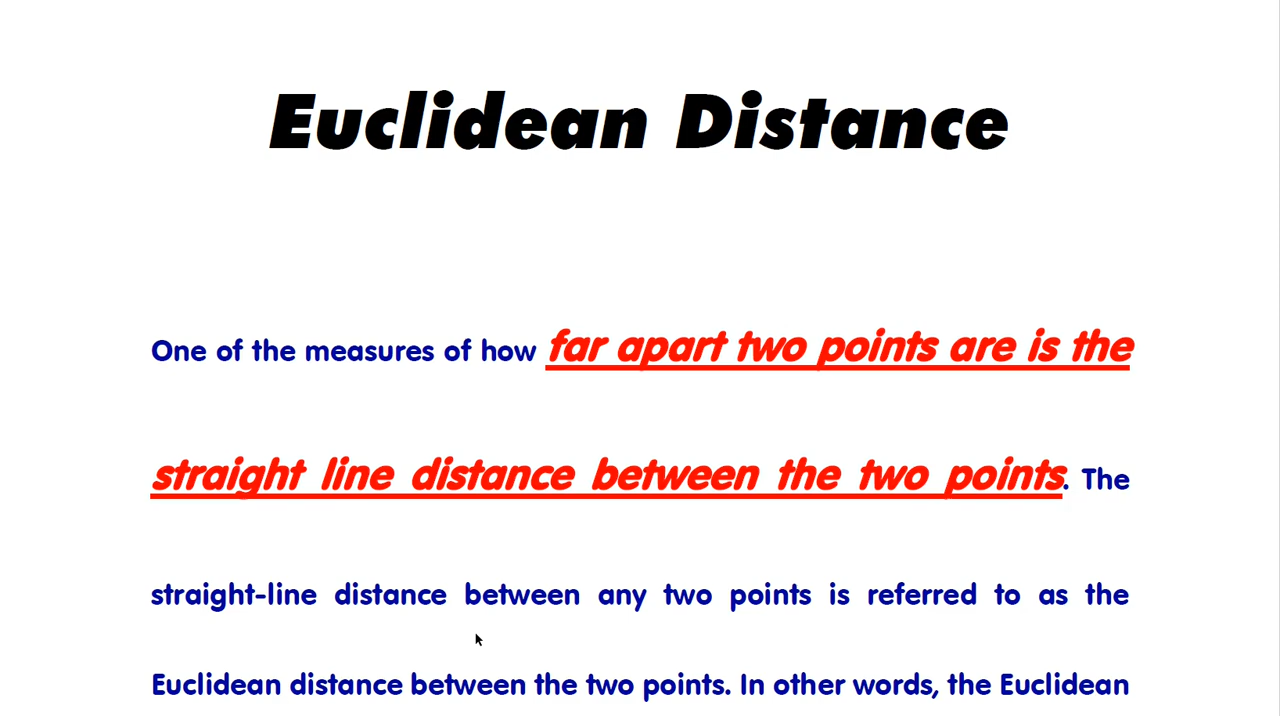 Euclidean Distance
One of the measures of how far apart two points are is the
straight line distance between the two points. The
straight-line distance between any two points is referred to as the
Euclidean distance between the two points. In other words, the Euclidean